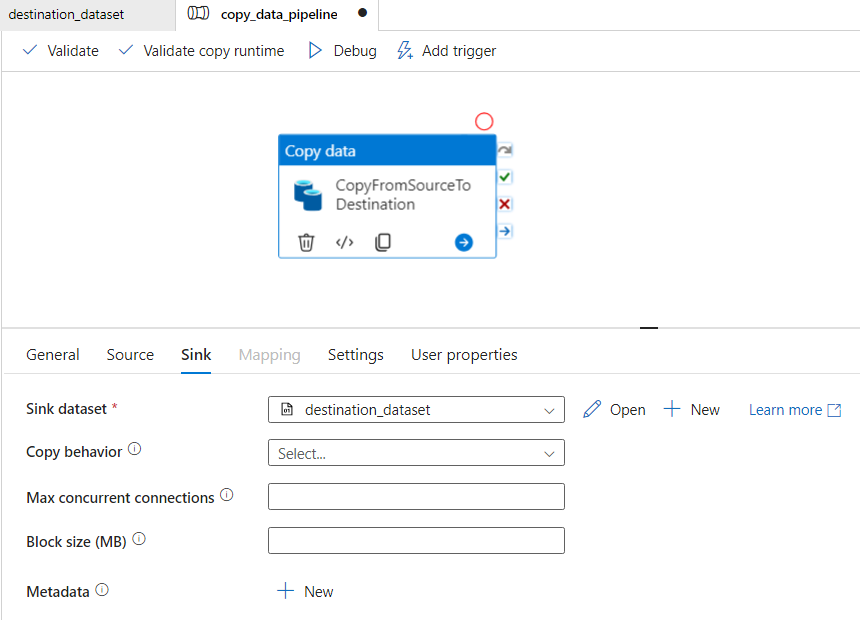 destination_dataset copy_data_pipeline
Validate Validate copy runtime Debug Add trigger
Copy data
CopyFromSourceTo
Destination
General Source Sink Mapping Settings User properties
Sink dataset * destination_dataset Open New Learn more
Copy behavior Select...
Max concurrent connections
Block size (MB)
Metadata New